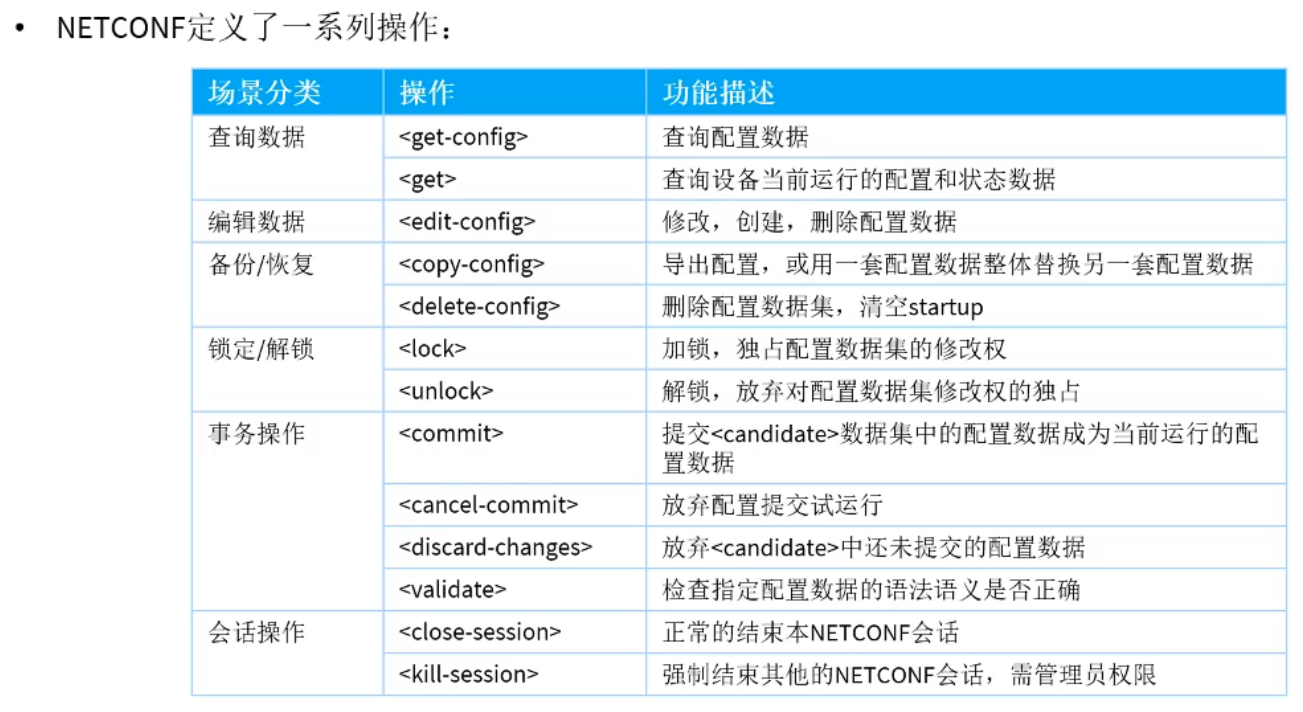 • NETCONF定义了一系列操作：
场景分类 操作 功能描述
查询数据 <get-config> 查询配置数据
<get> 查询设备当前运行的配置和状态数据
编辑数据 <edit-config> 修改，创建，删除配置数据
备份/恢复 <copy-config> 导出配置，或用一套配置数据整体替换另一套配置数据
<delete-config> 删除配置数据集，清空startup
锁定/解锁 <lock> 加锁，独占配置数据集的修改权
<unlock> 解锁，放弃对配置数据集修改权的独占
事务操作 <commit> 提交<candidate>数据集中的配置数据成为当前运行的配
置数据
<cancel-commit> 放弃配置提交试运行
<discard-changes> 放弃<candidate>中还未提交的配置数据
<validate> 检查指定配置数据的语法语义是否正确
会话操作 <close-session> 正常的结束本NETCONF会话
<kill-session> 强制结束其他的NETCONF会话，需管理员权限